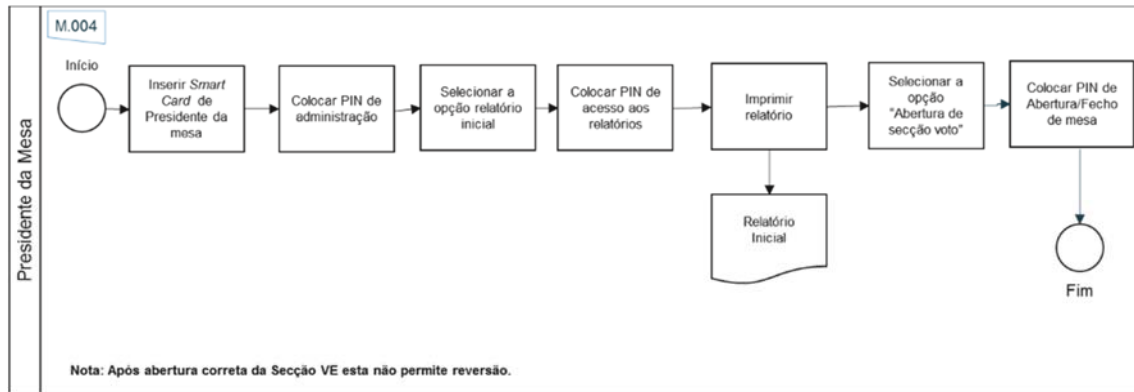 M.004
Presidente da Mesa
Início
Inserir Smart
Card de
Presidente da
mesa
Colocar PIN de
administração
Selecionar a
opção relatório
inicial
Colocar PIN de
acesso aos
relatórios
Imprimir
relatório
Relatório
Inicial
Selecionar a
opção
"Abertura de
secção voto"
Colocar PIN de
Abertura/Fecho
de mesa
Fim
Nota: Após abertura correta da Secção VE esta não permite reversão.